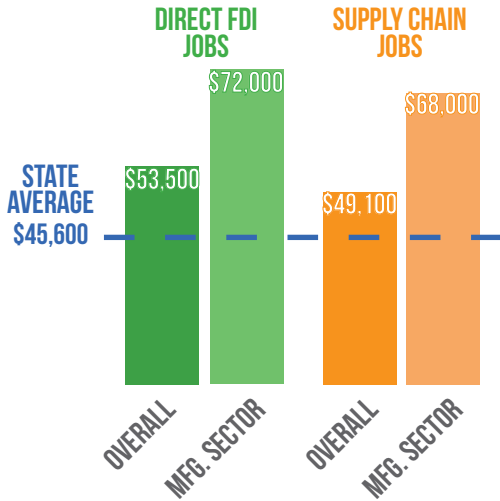 DIRECT FDI
JOBS
SUPPLY CHAIN
JOBS
$72,000
$68,000
$53,500
$49,100
STATE
AVERAGE
$45,600
OVERALL
MFG. SECTOR
OVERALL
MFG. SECTOR